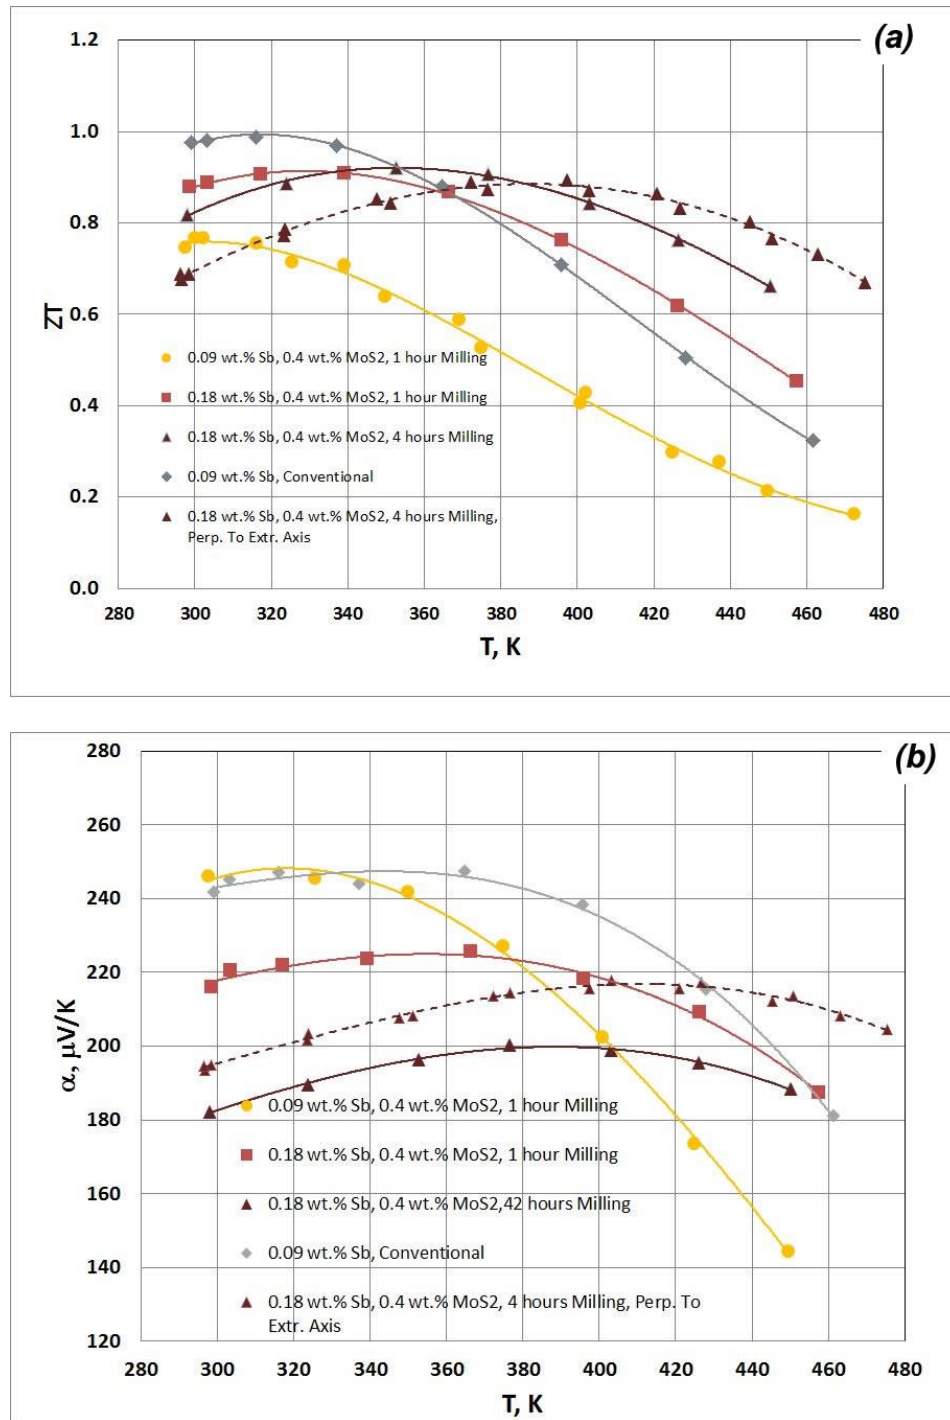 (a)
1.2
1.0
0.8
0.6
0.4
0.2
0.0
ZT
0.09 wt.% Sb, 0.4 wt.% MoS2, 1 hour Milling
0.18 wt.% Sb, 0.4 wt.% MoS2, 1 hour Milling
0.18 wt.% Sb, 0.4 wt.% MoS2, 4 hours Milling
0.09 wt.% Sb, Conventional
0.18 wt.% Sb, 0.4 wt.% MoS2, 4 hours Milling,
Perp. To Extr. Axis
280 300 320 340 360 380 400 420 440 460 480
T, K
(b)
280
260
240
220
200
180
160
140
120
α, μV/K
0.09 wt.% Sb, 0.4 wt.% MoS2, 1 hour Milling
0.18 wt.% Sb, 0.4 wt.% MoS2, 1 hour Milling
0.18 wt.% Sb, 0.4 wt.% MoS2,42 hours Milling
0.09 wt.% Sb, Conventional
0.18 wt.% Sb, 0.4 wt.% MoS2, 4 hours Milling, Perp. To
Extr. Axis
280 300 320 340 360 380 400 420 440 460 480
T, K